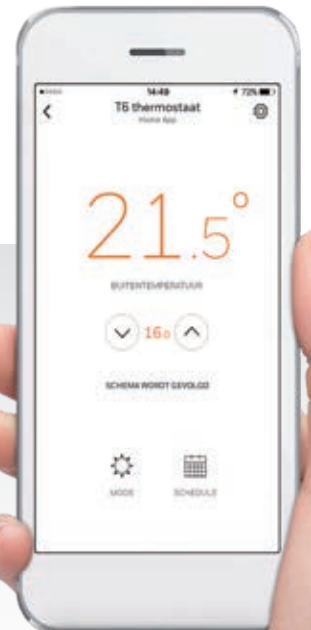 14:49
72%
T6 thermostaat
Home App
21.5°
BUITENTEMPERATUUR
16.0
SCHEMA WORDT GEVOLGD
MODE
SCHEDULE